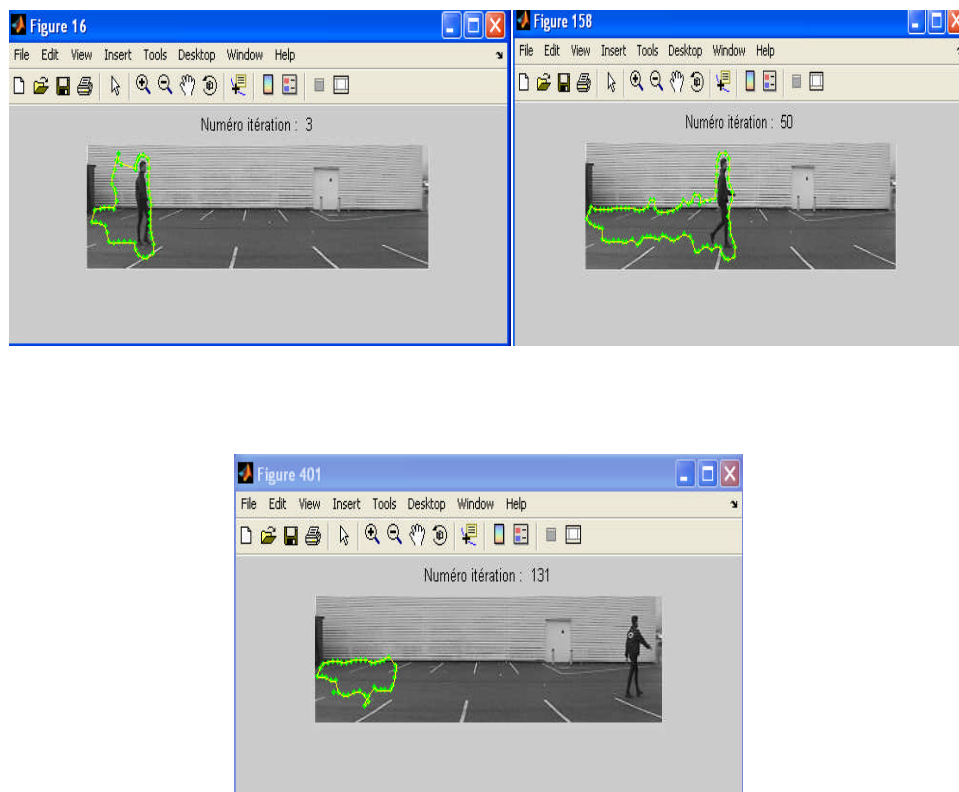 Figure 16
File Edit View Insert Tools Desktop Window Help
Numéro itération : 3
Figure 158
File Edit View Insert Tools Desktop Window Help
Numéro itération : 50
Figure 401
File Edit View Insert Tools Desktop Window Help
Numéro itération : 131